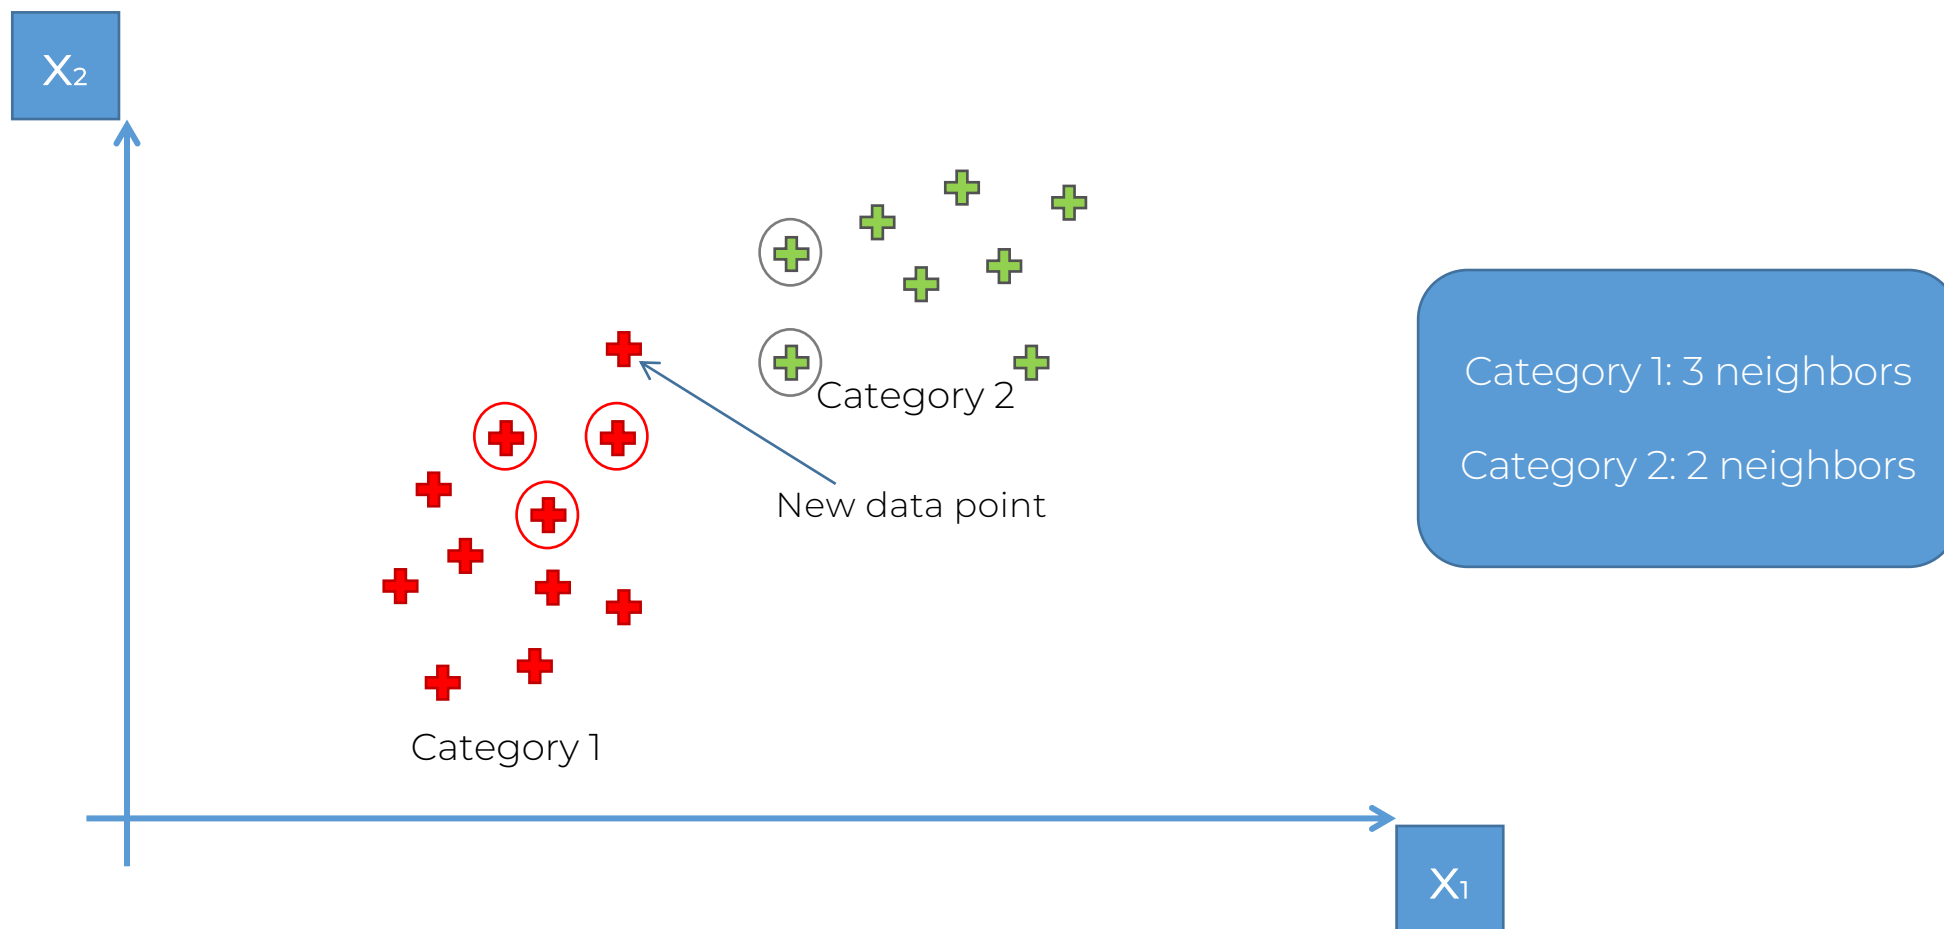 X₂
Category 2
New data point
Category 1
X₁
Category 1: 3 neighbors
Category 2: 2 neighbors